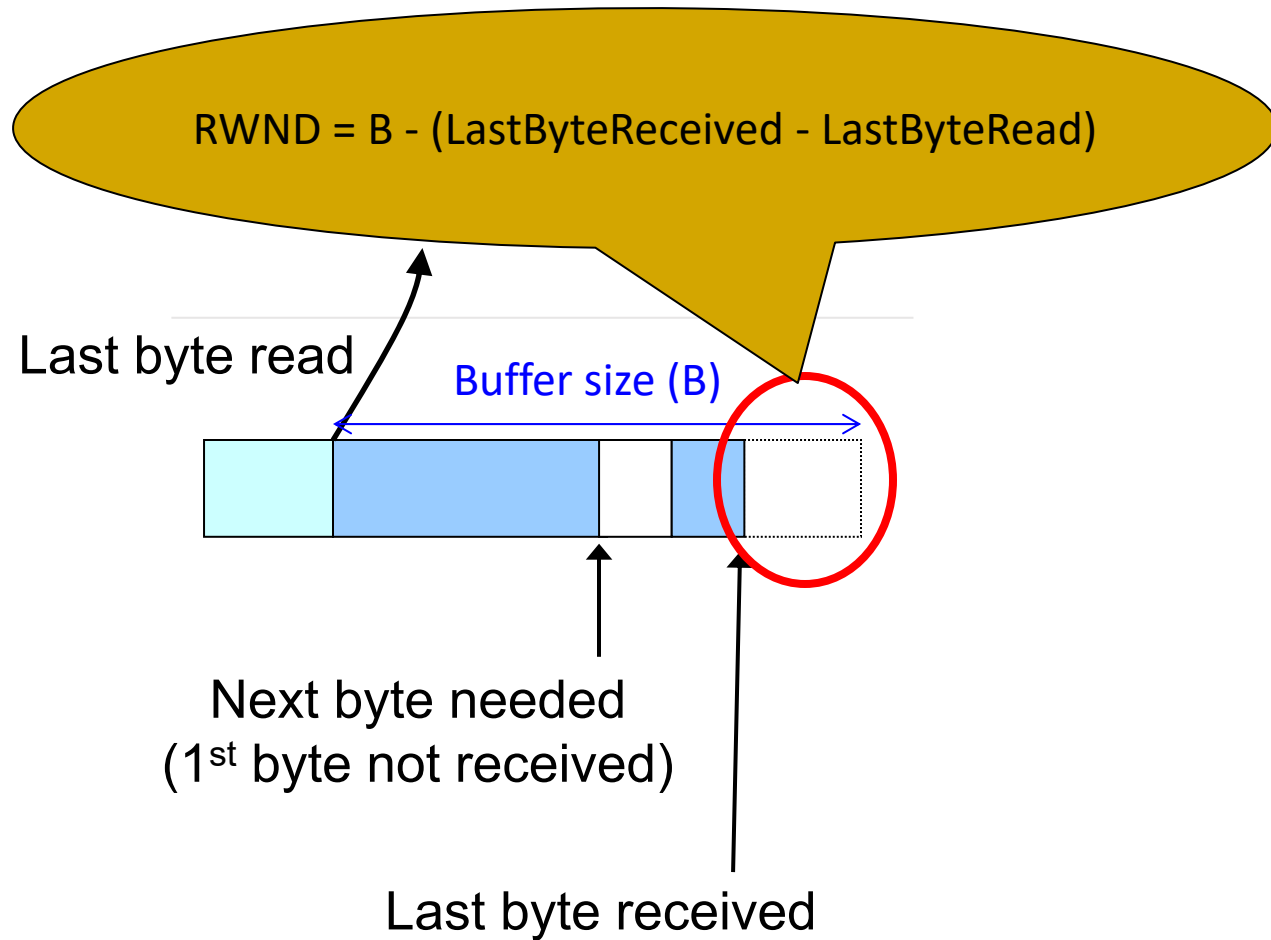 RWND = B - (LastByteReceived - LastByteRead)
Last byte read
Buffer size (B)
Next byte needed
(1st byte not received)
Last byte received